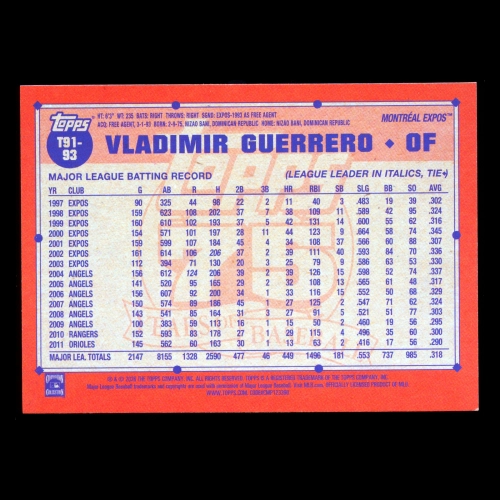 Topps
T91-
93
HT: 6'3" WT: 235 BATS: RIGHT THROWS: RIGHT SGND: EXPOS-1993 AS FREE AGENT
ACQ: FREE AGENT, 3-1-93 BORN: 2-9-75, NIZAO BANI, DOMINICAN REPUBLIC HOME: NIZAO BANI, DOMINICAN REPUBLIC
MONTRÉAL EXPOS™
VLADIMIR GUERRERO ♦ OF
MAJOR LEAGUE BATTING RECORD (LEAGUE LEADER IN ITALICS, TIE♦)
YR CLUB G AB R H 2B 3B HR RBI SB SLG BB SO AVG
1997 EXPOS 90 325 44 98 22 2 11 40 3 .483 19 39 .302
1998 EXPOS 159 623 108 202 37 7 38 109 11 .589 42 95 .324
1999 EXPOS 160 610 102 193 37 5 42 131 14 .600 55 62 .316
2000 EXPOS 154 571 101 197 28 11 44 123 9 .664 58 74 .345
2001 EXPOS 159 599 107 184 45 4 34 108 37 .566 60 88 .307
2002 EXPOS 161 614 106 206 37 2 39 111 40 .593 84 70 .336
2003 EXPOS 112 394 71 130 20 3 25 79 9 .586 63 53 .330
2004 ANGELS 156 612 124 206 39 2 39 126 15 .598 52 74 .337
2005 ANGELS 141 520 95 165 29 2 32 108 13 .565 61 48 .317
2006 ANGELS 156 607 92 200 34 1 33 116 15 .552 50 68 .329
2007 ANGELS 150 574 89 186 45 1 27 125 2 .547 71 62 .324
2008 ANGELS 143 541 85 164 31 3 27 91 5 .521 51 77 .303
2009 ANGELS 100 383 59 113 16 1 15 50 2 .460 19 56 .295
2010 RANGERS 152 593 83 178 27 1 29 115 4 .496 35 60 .300
2011 ORIOLES 145 562 60 163 30 1 13 63 2 .416 17 56 .290
MAJOR LEA. TOTALS 2147 8155 1328 2590 477 46 449 1496 181 .553 737 985 .318